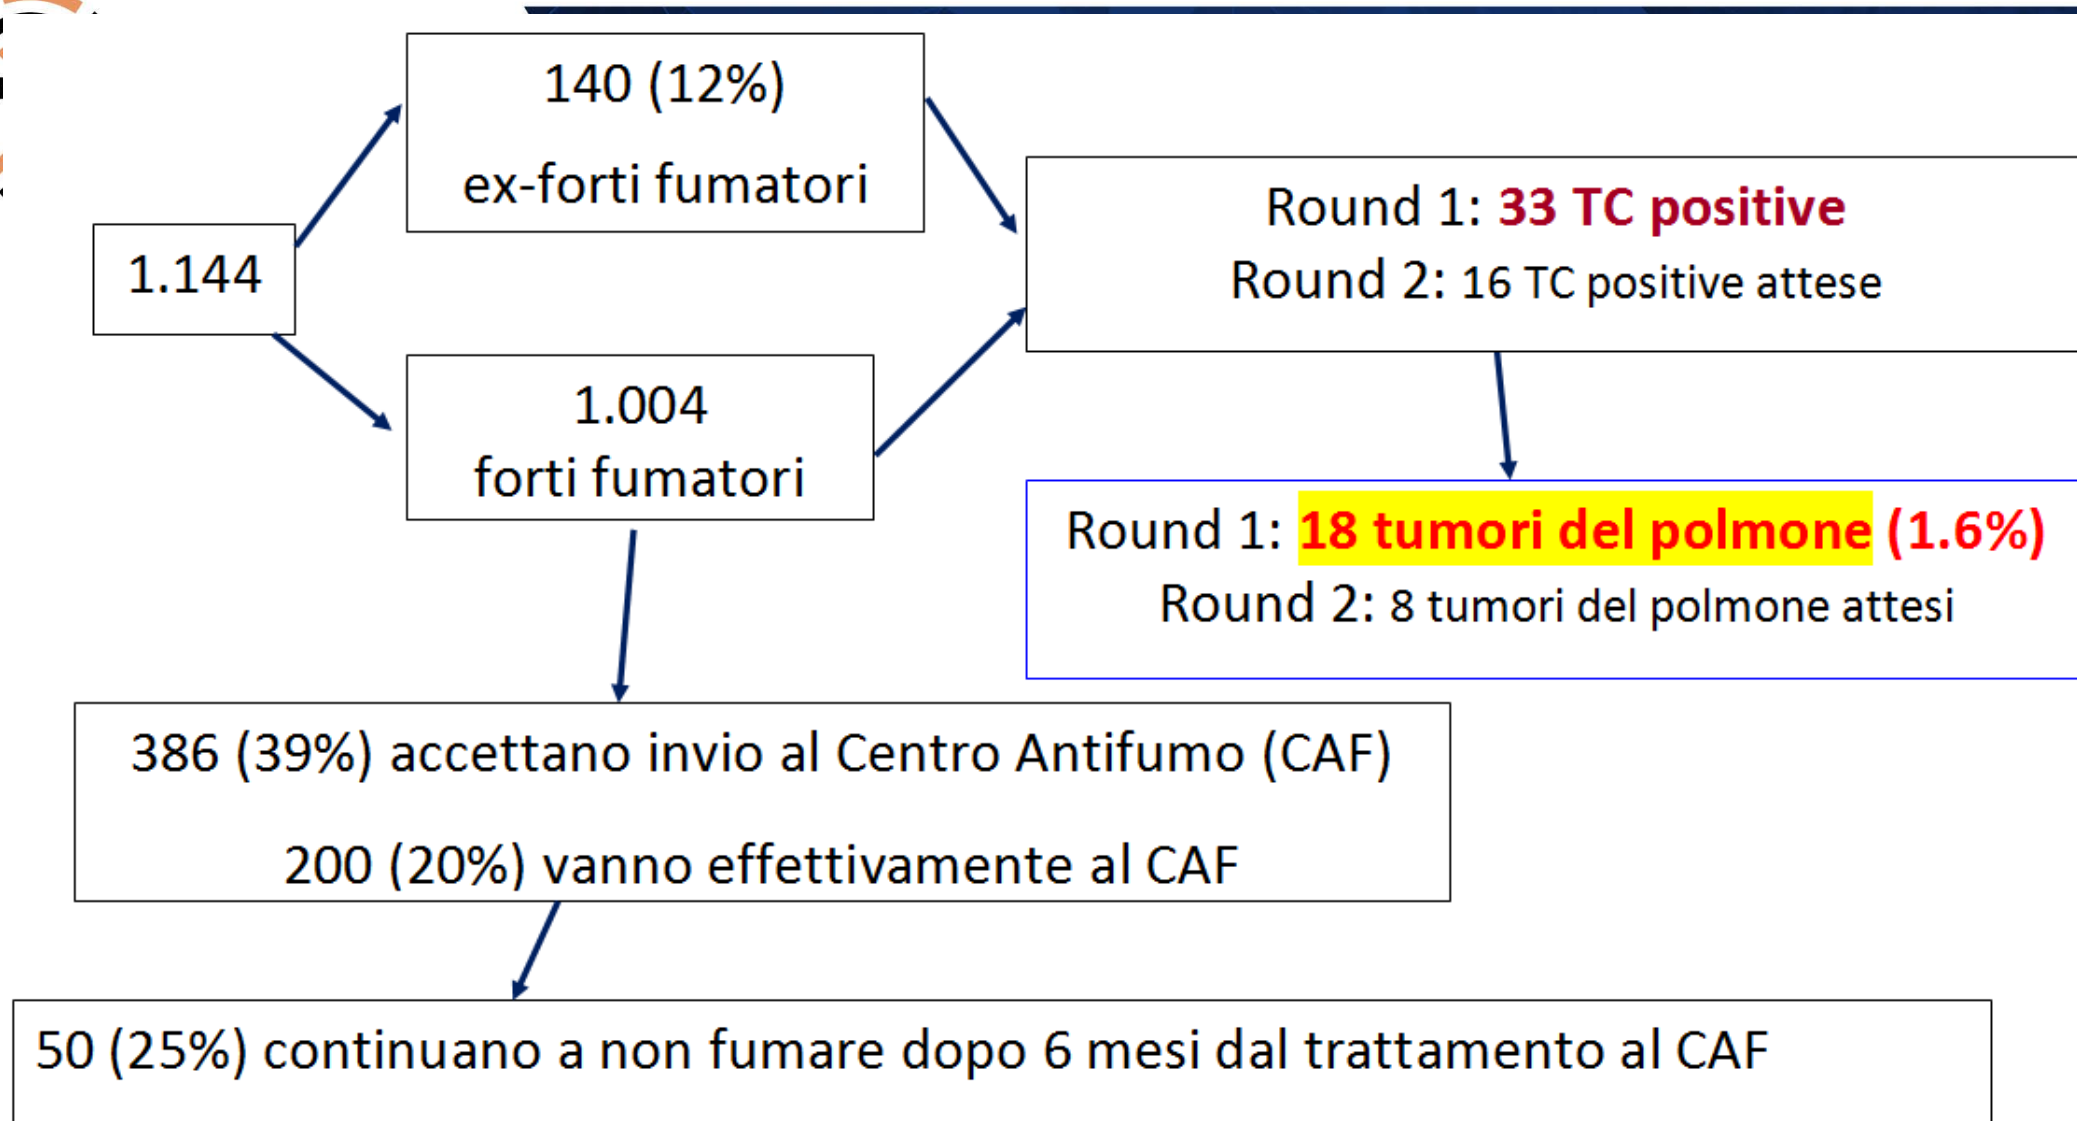 140 (12%)
ex-forti fumatori
1.144
1.004
forti fumatori
Round 1: 33 TC positive
Round 2: 16 TC positive attese
Round 1: 18 tumori del polmone (1.6%)
Round 2: 8 tumori del polmone attesi
386 (39%) accettano invio al Centro Antifumo (CAF)
200 (20%) vanno effettivamente al CAF
50 (25%) continuano a non fumare dopo 6 mesi dal trattamento al CAF